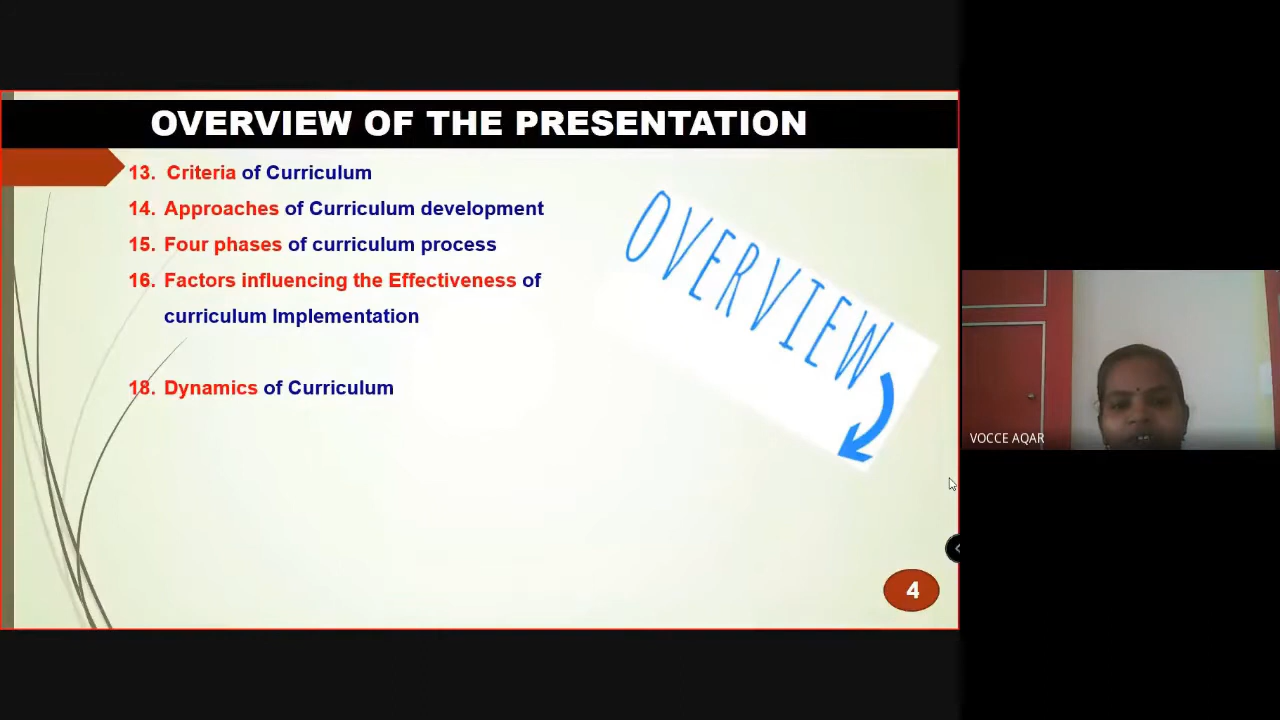 OVERVIEW OF THE PRESENTATION
13. Criteria of Curriculum
14. Approaches of Curriculum development
15. Four phases of curriculum process
16. Factors influencing the Effectiveness of
curriculum Implementation
18. Dynamics of Curriculum
OVERVIEW
4
VOCCE AQAR